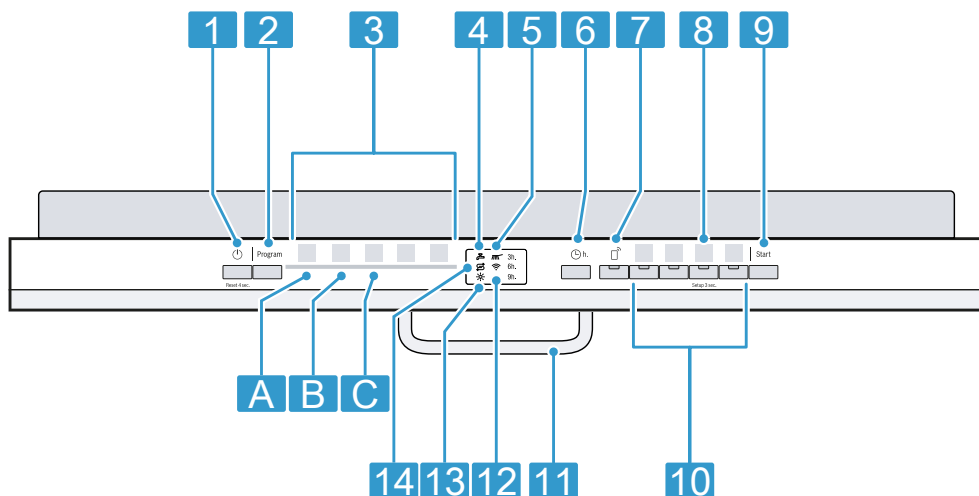 1 2 3 4 5 6 7 8 9
Program
3h.
6h.
9h.
h.
Start
Reset 4 sec.
Setup 3 sec.
A B C
14 13 12 11 10